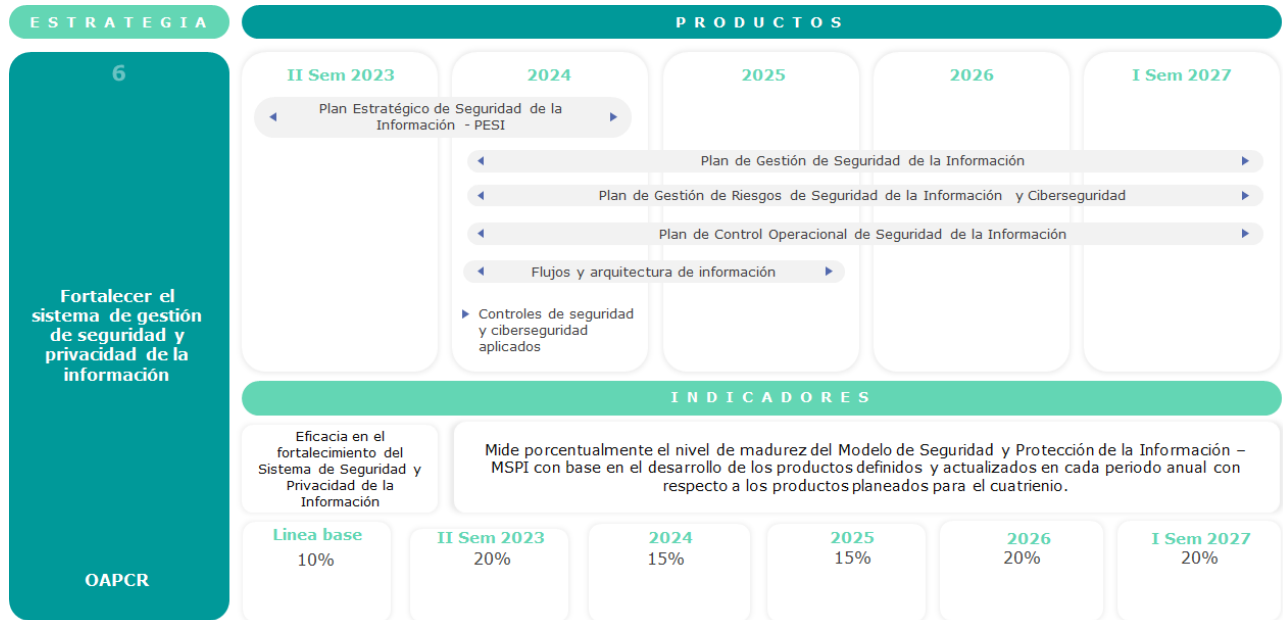 ESTRATEGIA
PRODUCTOS
6
Fortalecer el
sistema de gestión
de seguridad y
privacidad de la
información
OAPCR
II Sem 2023
2024
2025
2026
I Sem 2027
Plan Estratégico de Seguridad de la
Información - PESI
Plan de Gestión de Seguridad de la Información
Plan de Gestión de Riesgos de Seguridad de la Información y Ciberseguridad
Plan de Control Operacional de Seguridad de la Información
Flujos y arquitectura de información
Controles de seguridad
y ciberseguridad
aplicados
INDICADORES
Eficacia en el
fortalecimiento del
Sistema de Seguridad y
Privacidad de la
Información
Mide porcentualmente el nivel de madurez del Modelo de Seguridad y Protección de la Información –
MSPI con base en el desarrollo de los productos definidos y actualizados en cada periodo anual con
respecto a los productos planeados para el cuatrienio.
Linea base
10%
II Sem 2023
20%
2024
15%
2025
15%
2026
20%
I Sem 2027
20%